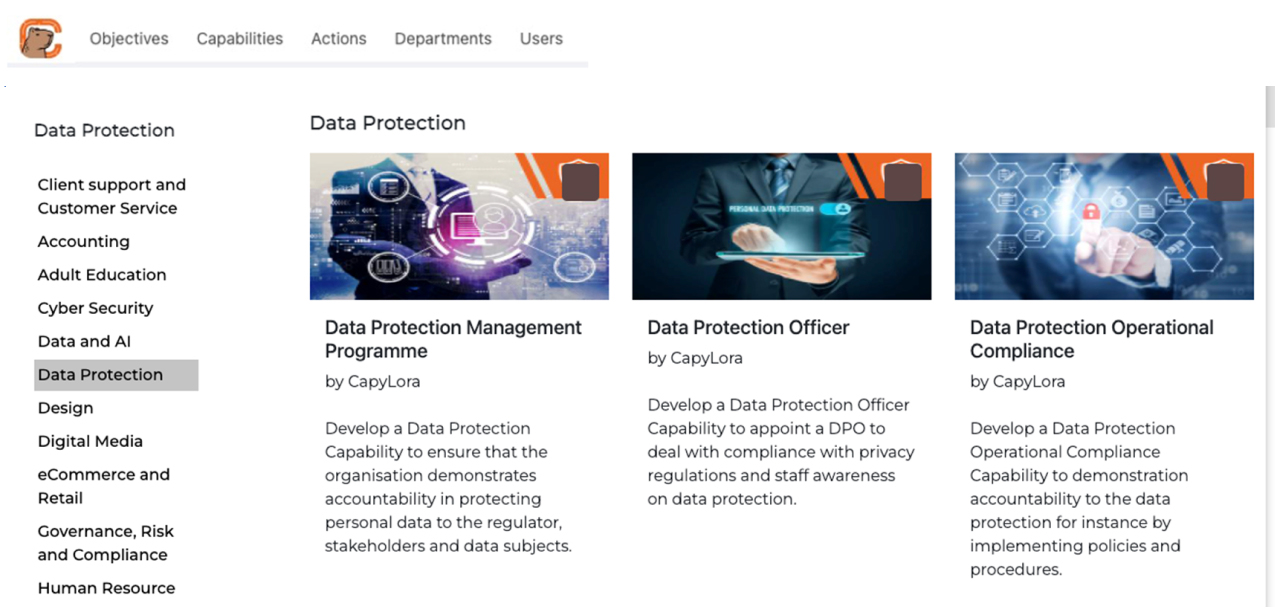 Objectives Capabilities Actions Departments Users
Data Protection
Client support and
Customer Service
Accounting
Adult Education
Cyber Security
Data and AI
Data Protection
Design
Digital Media
eCommerce and
Retail
Governance, Risk
and Compliance
Human Resource
Data Protection
Data Protection Management
Programme
by CapyLora
Develop a Data Protection
Capability to ensure that the
organisation demonstrates
accountability in protecting
personal data to the regulator,
stakeholders and data subjects.
PERSONAL DATA PROTECTION
Data Protection Officer
by CapyLora
Develop a Data Protection Officer
Capability to appoint a DPO to
deal with compliance with privacy
regulations and staff awareness
on data protection.
Data Protection Operational
Compliance
by CapyLora
Develop a Data Protection
Operational Compliance
Capability to demonstration
accountability to the data
protection for instance by
implementing policies and
procedures.